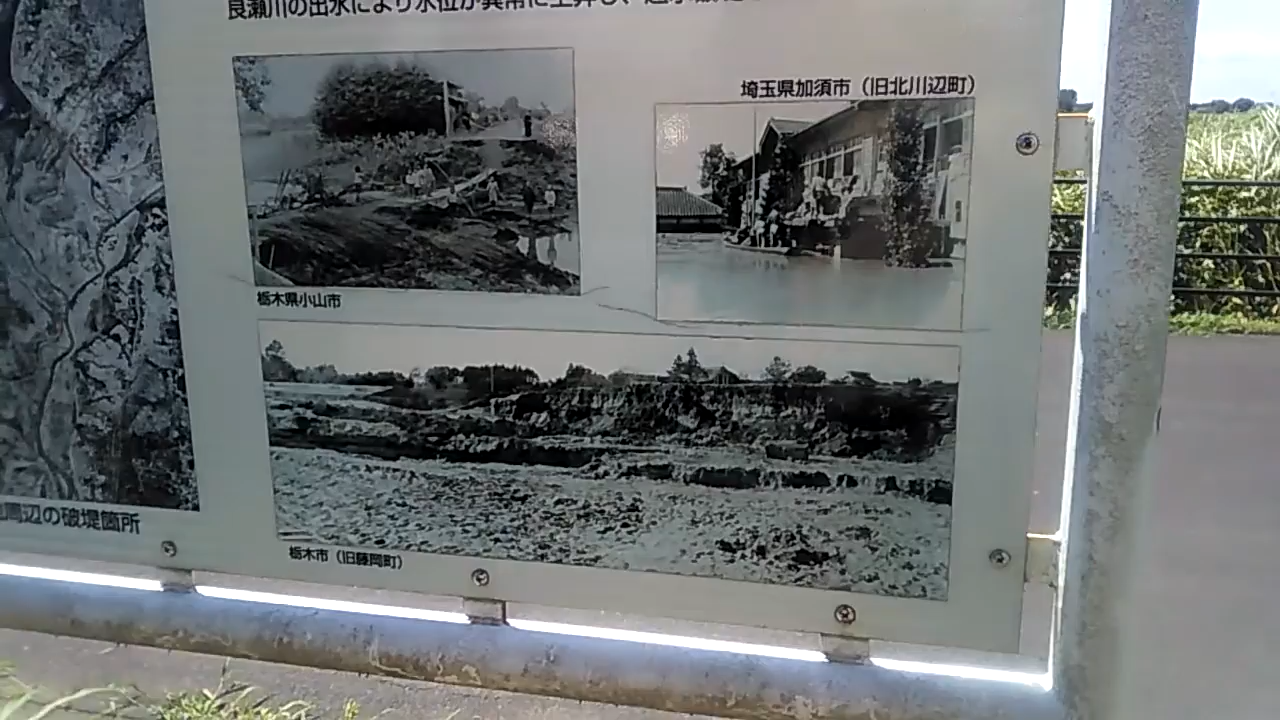 良瀬川の出水により水位が異常に上昇し、
埼玉県加須市（旧北川辺町）
栃木県小山市
周辺の破堤箇所
栃木市（旧藤岡町）